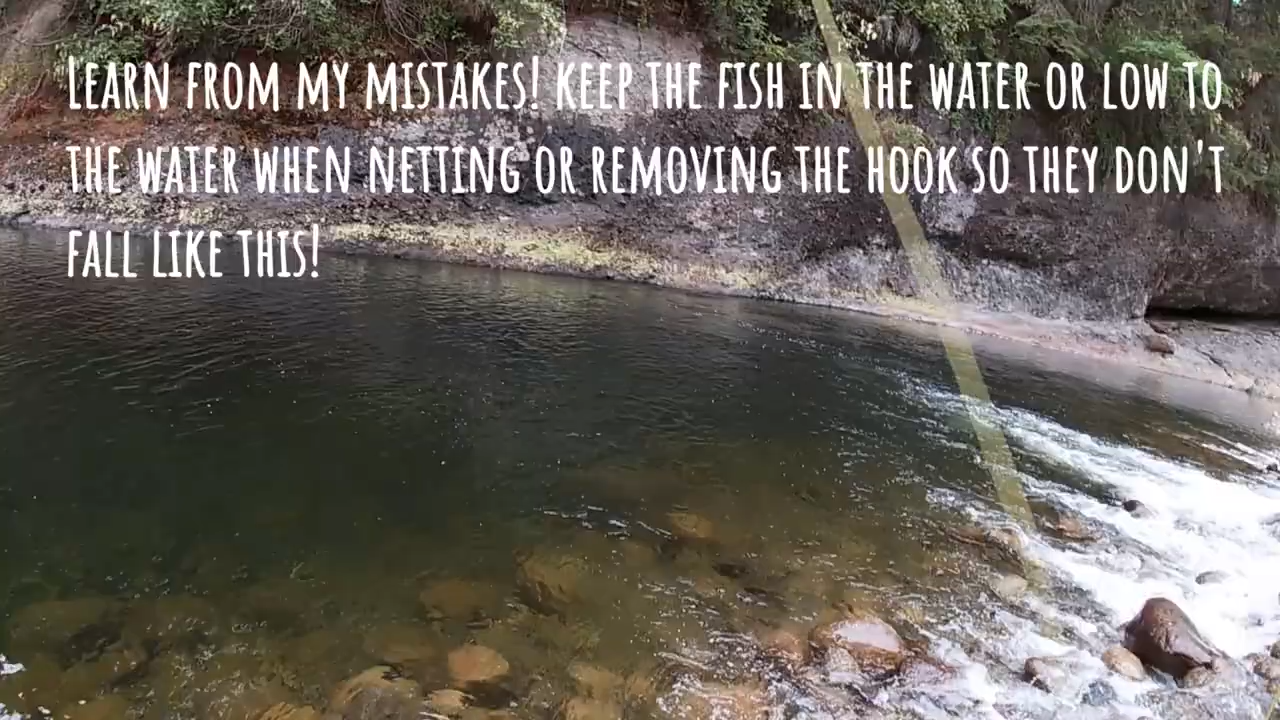 Learn from my mistakes! keep the fish in the water or low to
the water when netting or removing the hook so they don't
fall like this!